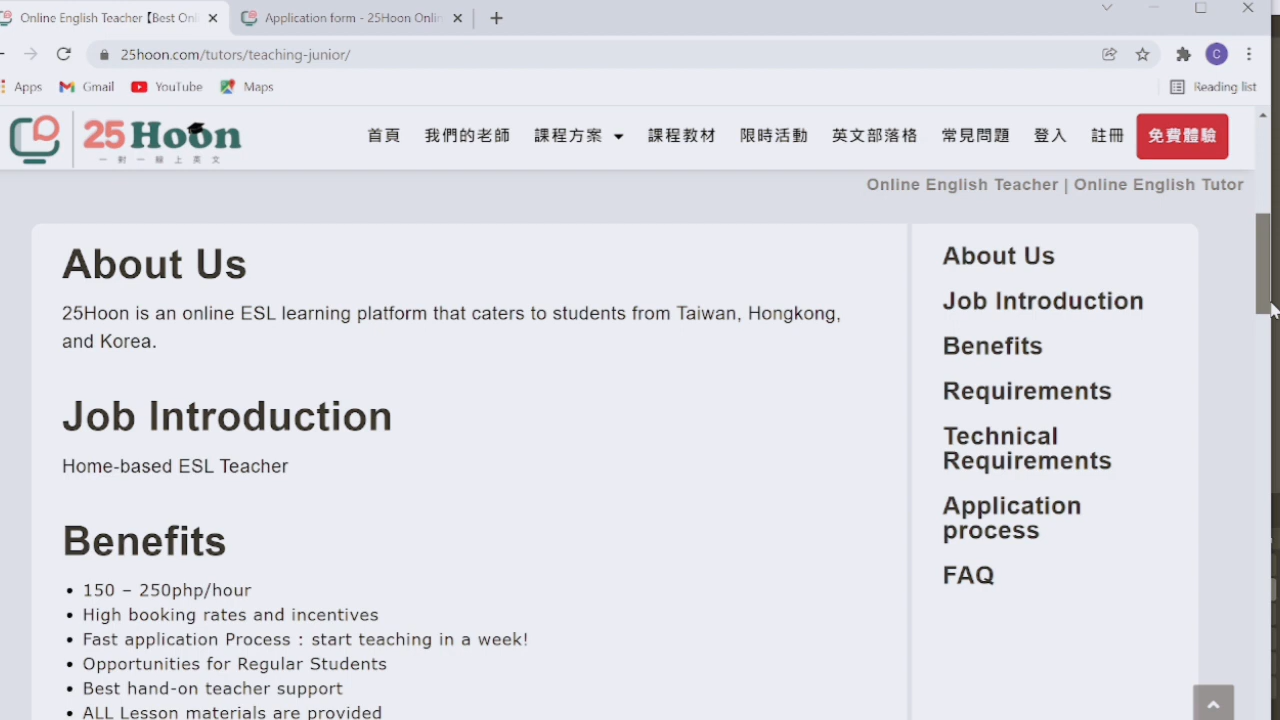 Online English Teacher【Best Onli
Application form - 25Hoon Onlin
25hoon.com/tutors/teaching-junior/
C
Apps
Gmail
YouTube
Maps
Reading list
25 Hoon
一對一線上英文
首頁
我們的老師
課程方案
課程教材
限時活動
英文部落格
常見問題
登入
註冊
免費體驗
Online English Teacher | Online English Tutor
About Us
25Hoon is an online ESL learning platform that caters to students from Taiwan, Hongkong,
and Korea.
Job Introduction
Home-based ESL Teacher
Benefits
• 150 – 250php/hour
• High booking rates and incentives
• Fast application Process : start teaching in a week!
• Opportunities for Regular Students
• Best hand-on teacher support
• ALL Lesson materials are provided
About Us
Job Introduction
Benefits
Requirements
Technical
Requirements
Application
process
FAQ